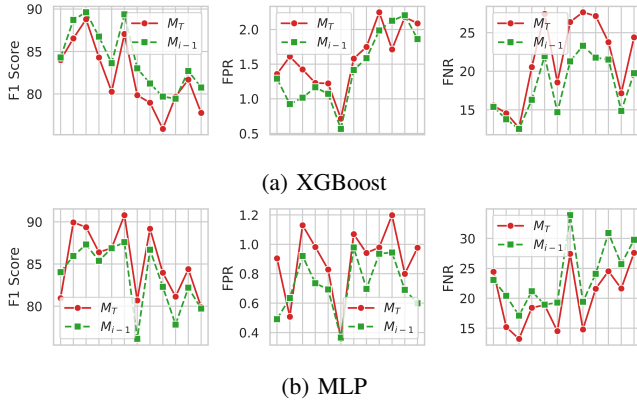 F1 Score
90
85
80
M_T
M_{i−1}
FPR
2.0
1.5
1.0
0.5
M_T
M_{i−1}
FNR
25
20
15
M_T
M_{i−1}
(a) XGBoost
F1 Score
90
85
80
M_T
M_{i−1}
FPR
1.2
1.0
0.8
0.6
0.4
M_T
M_{i−1}
FNR
30
25
20
15
M_T
M_{i−1}
(b) MLP